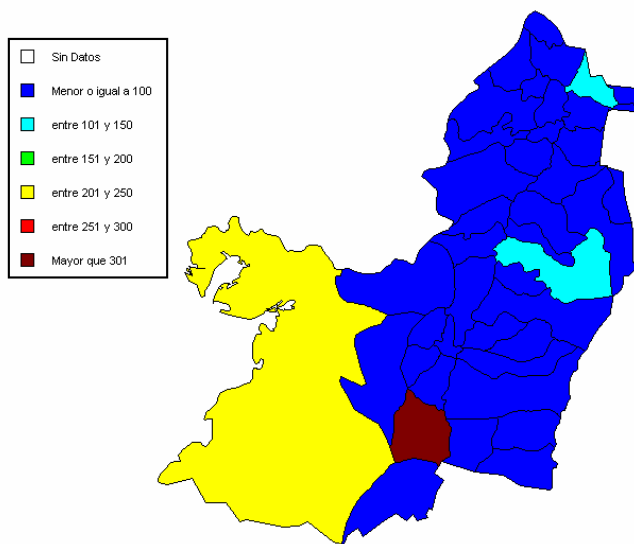 Sin Datos
Menor o igual a 100
entre 101 y 150
entre 151 y 200
entre 201 y 250
entre 251 y 300
Mayor que 301